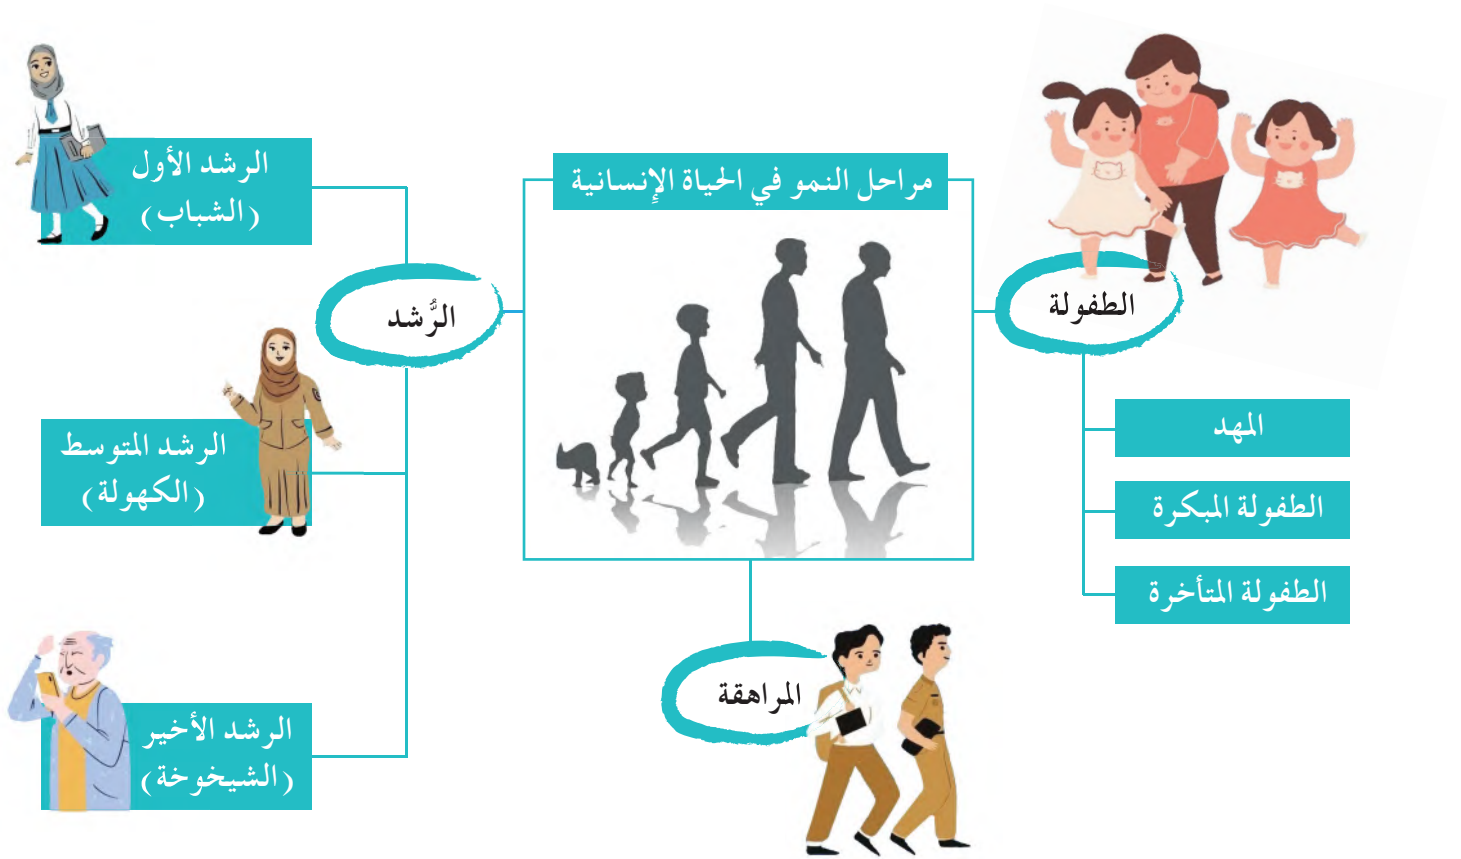 مراحل النمو في الحياة الإنسانية
الطفولة
المهد
الطفولة المبكرة
الطفولة المتأخرة
المراهقة
الرُّشد
الرشد الأول
(الشباب)
الرشد المتوسط
(الكهولة)
الرشد الأخير
(الشيخوخة)